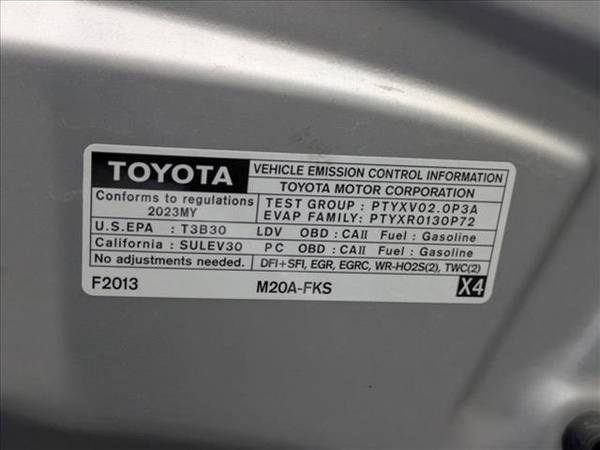 TOYOTA
VEHICLE EMISSION CONTROL INFORMATION
TOYOTA MOTOR CORPORATION
Conforms to regulations
2023MY
TEST GROUP : PTYXV02.0P3A
EVAP FAMILY: PTYXR0130P72
U.S.EPA : T3B30 LDV OBD : CAII Fuel : Gasoline
California : SULEV30 PC OBD : CAII Fuel : Gasoline
No adjustments needed. DFI+SFI, EGR, EGRC, WR-HO2S(2), TWC(2)
F2013 M20A-FKS X4